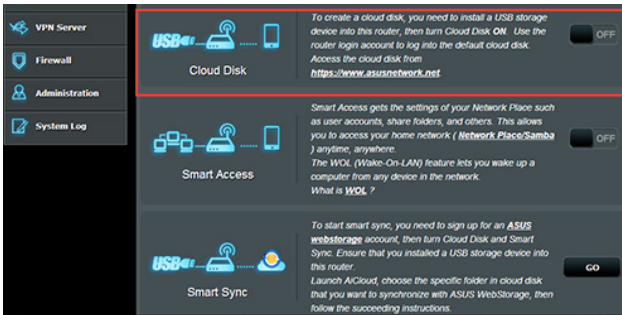 VPN Server
Firewall
Administration
System Log
USB
Cloud Disk
To create a cloud disk, you need to install a USB storage
device into this router, then turn Cloud Disk ON. Use the
router login account to log into the default cloud disk.
Access the cloud disk from
https://www.asusnetwork.net.
OFF
Smart Access
Smart Access gets the settings of your Network Place such
as user accounts, share folders, and others. This allows
you to access your home network ( Network Place/Samba
) anytime, anywhere.
The WOL (Wake-On-LAN) feature lets you wake up a
computer from any device in the network.
What is WOL ?
OFF
USB
Smart Sync
To start smart sync, you need to sign up for an ASUS
webstorage account, then turn Cloud Disk and Smart
Sync. Ensure that you installed a USB storage device into
this router.
Launch AiCloud, choose the specific folder in cloud disk
that you want to synchronize with ASUS WebStorage, then
follow the succeeding instructions.
GO